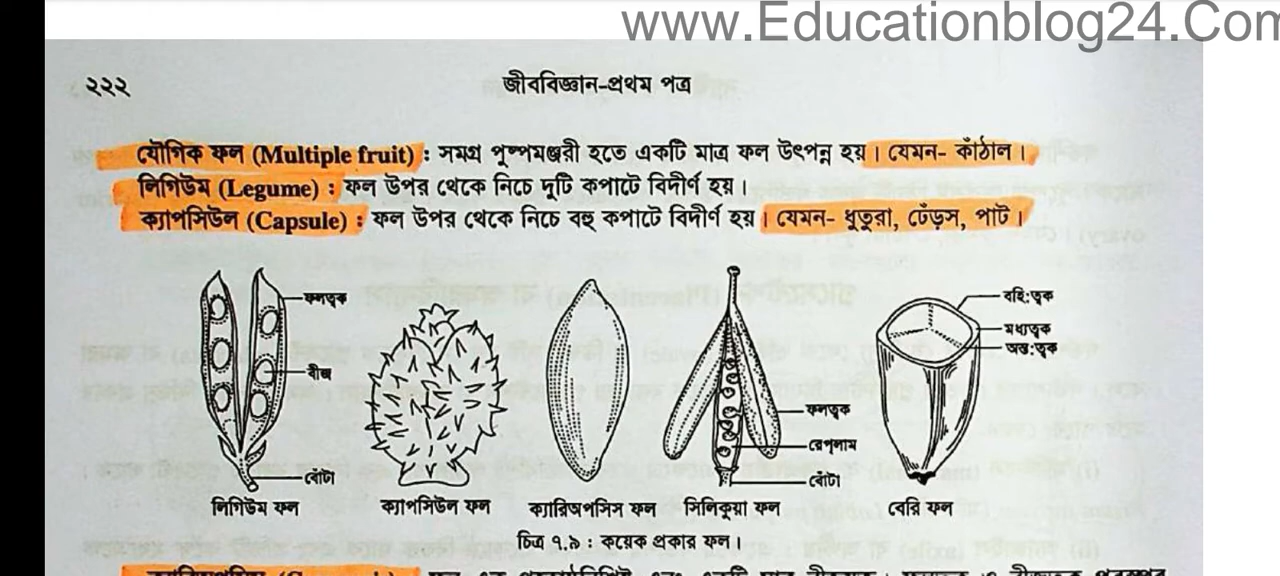 www.Educationblog24.Com
২২২ জীববিজ্ঞান-প্রথম পত্র
যৌগিক ফল (Multiple fruit) : সমগ্র পুষ্পমঞ্জরী হতে একটি মাত্র ফল উৎপন্ন হয়। যেমন- কাঁঠাল।
লিগিউম (Legume) : ফল উপর থেকে নিচে দুটি কপাটে বিদীর্ণ হয়।
ক্যাপসিউল (Capsule) : ফল উপর থেকে নিচে বহু কপাটে বিদীর্ণ হয়। যেমন- ধুতুরা, ঢেঁড়স, পাট।
ফলত্বক
বীজ
বোঁটা
ফলত্বক
রেপ্লাম
বোঁটা
বহি:ত্বক
মধ্যত্বক
অন্ত:ত্বক
লিগিউম ফল ক্যাপসিউল ফল ক্যারিঅপসিস ফল সিলিকুয়া ফল বেরি ফল
চিত্র ৭.৯ : কয়েক প্রকার ফল।